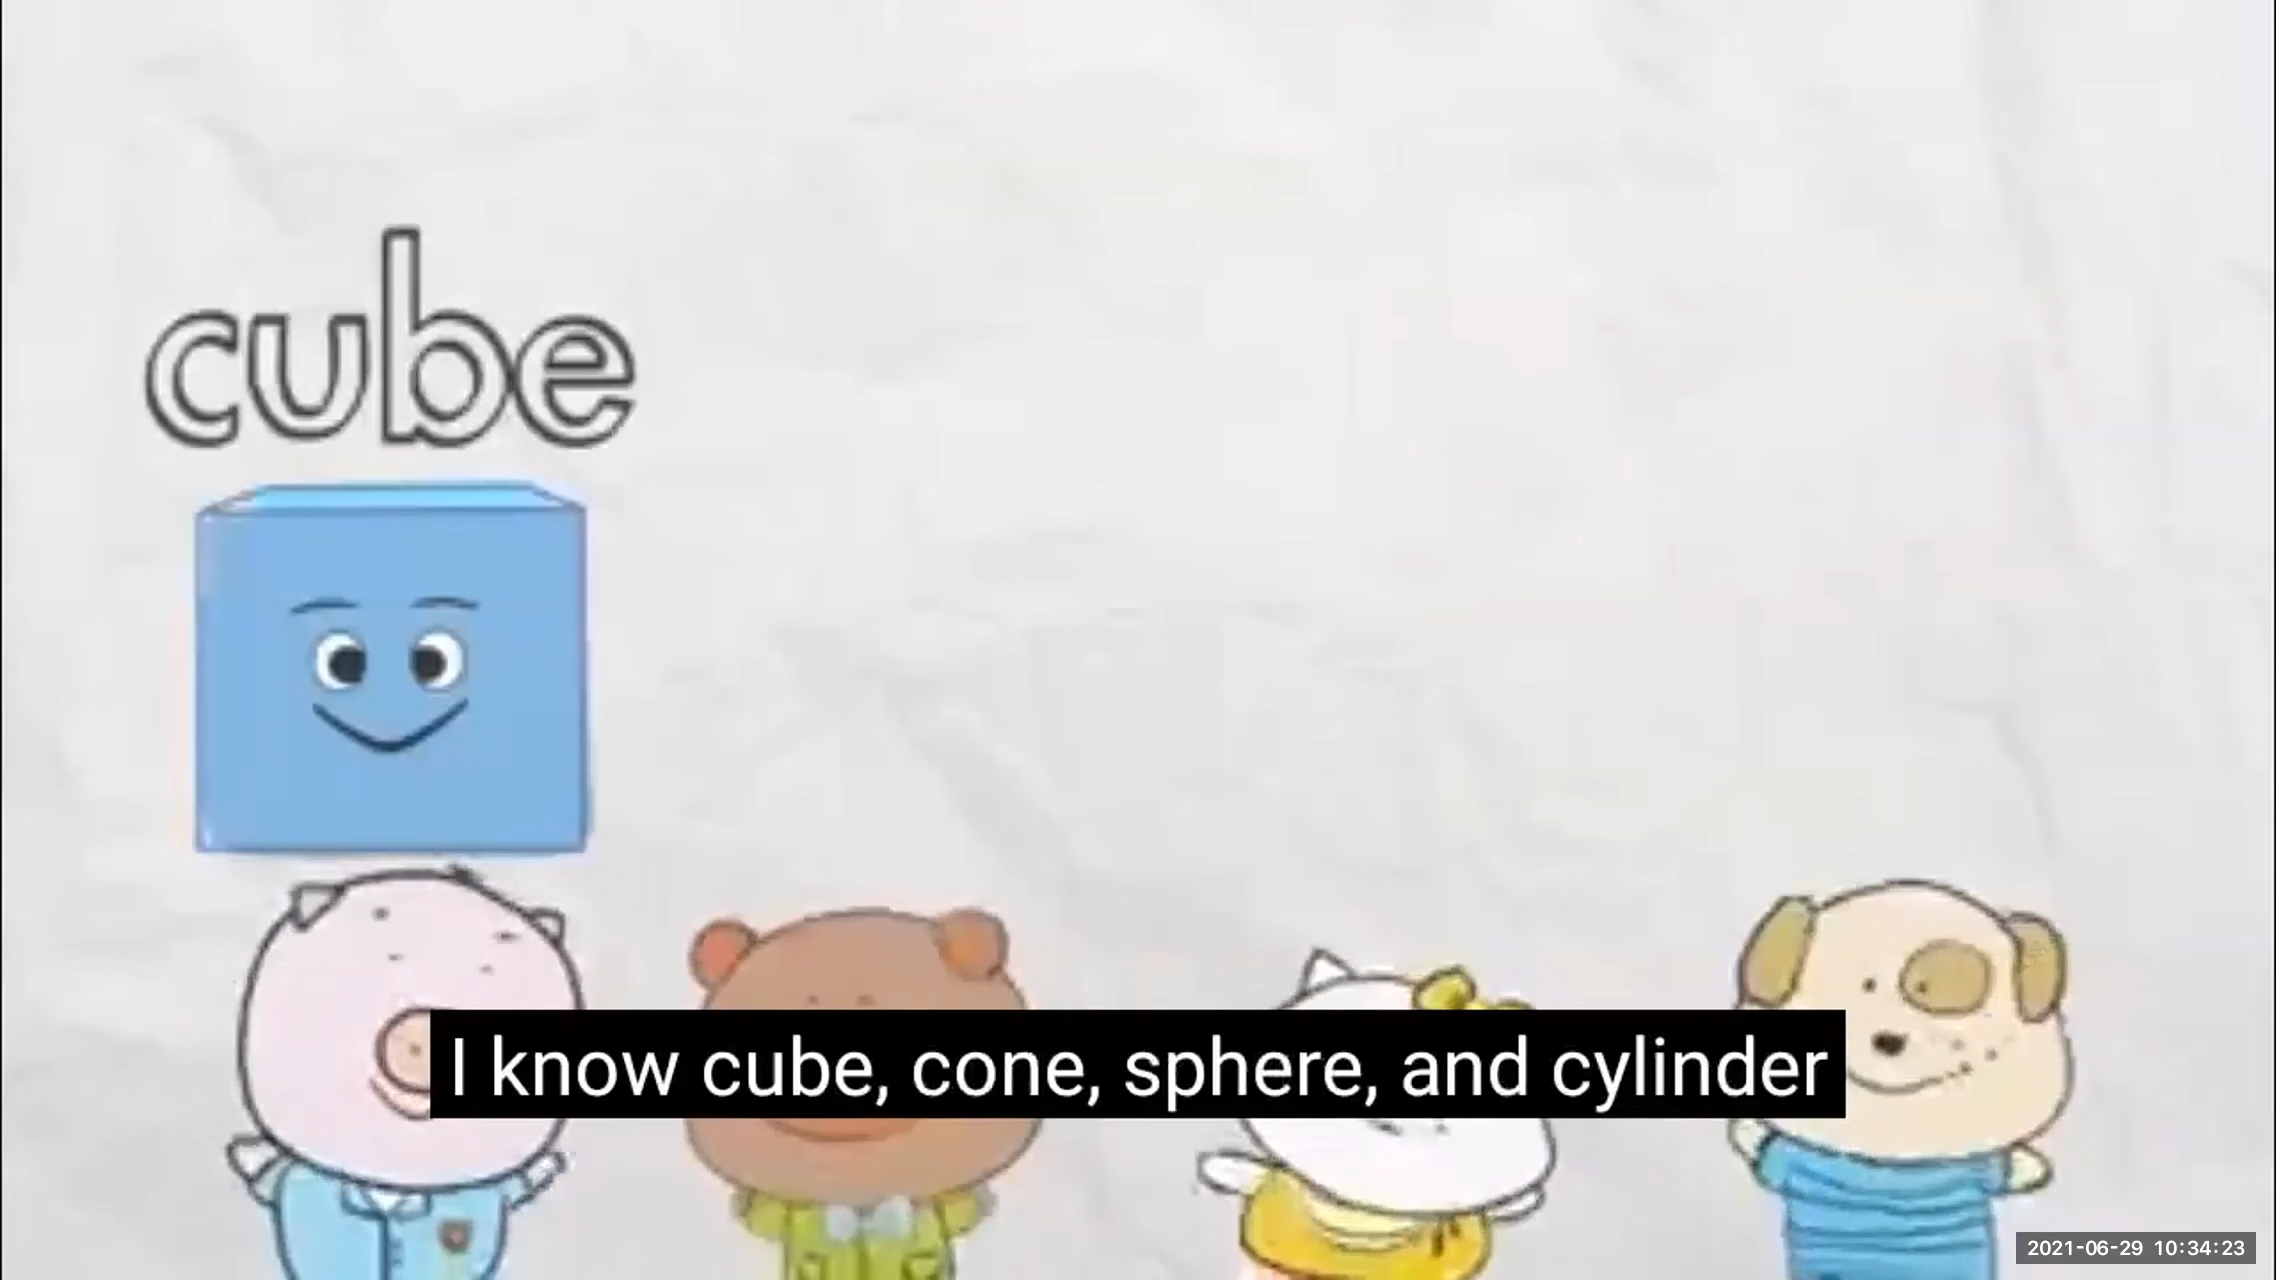 cube
I know cube, cone, sphere, and cylinder
2021-06-29 10:34:23